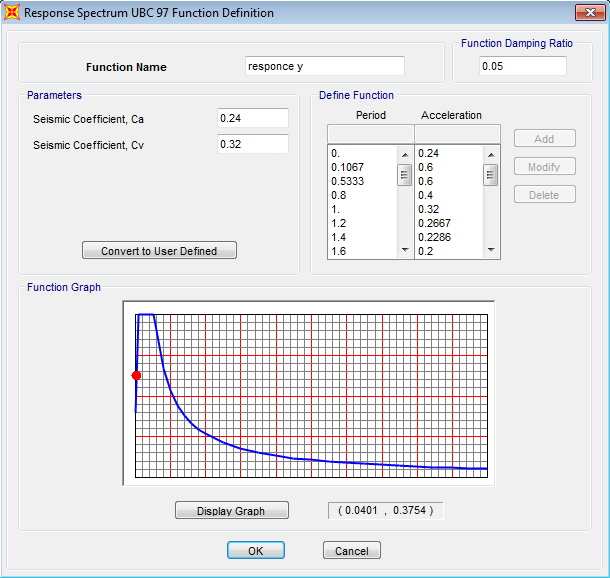 Response Spectrum UBC 97 Function Definition
Function Damping Ratio
Function Name
responce y
0.05
Parameters
Define Function
Seismic Coefficient, Ca
0.24
Seismic Coefficient, Cv
0.32
Period Acceleration
0. 0.24
0.1067 0.6
0.5333 0.6
0.8 0.4
1. 0.32
1.2 0.2667
1.4 0.2286
1.6 0.2
Add
Modify
Delete
Convert to User Defined
Function Graph
Display Graph
( 0.0401 , 0.3754 )
OK
Cancel